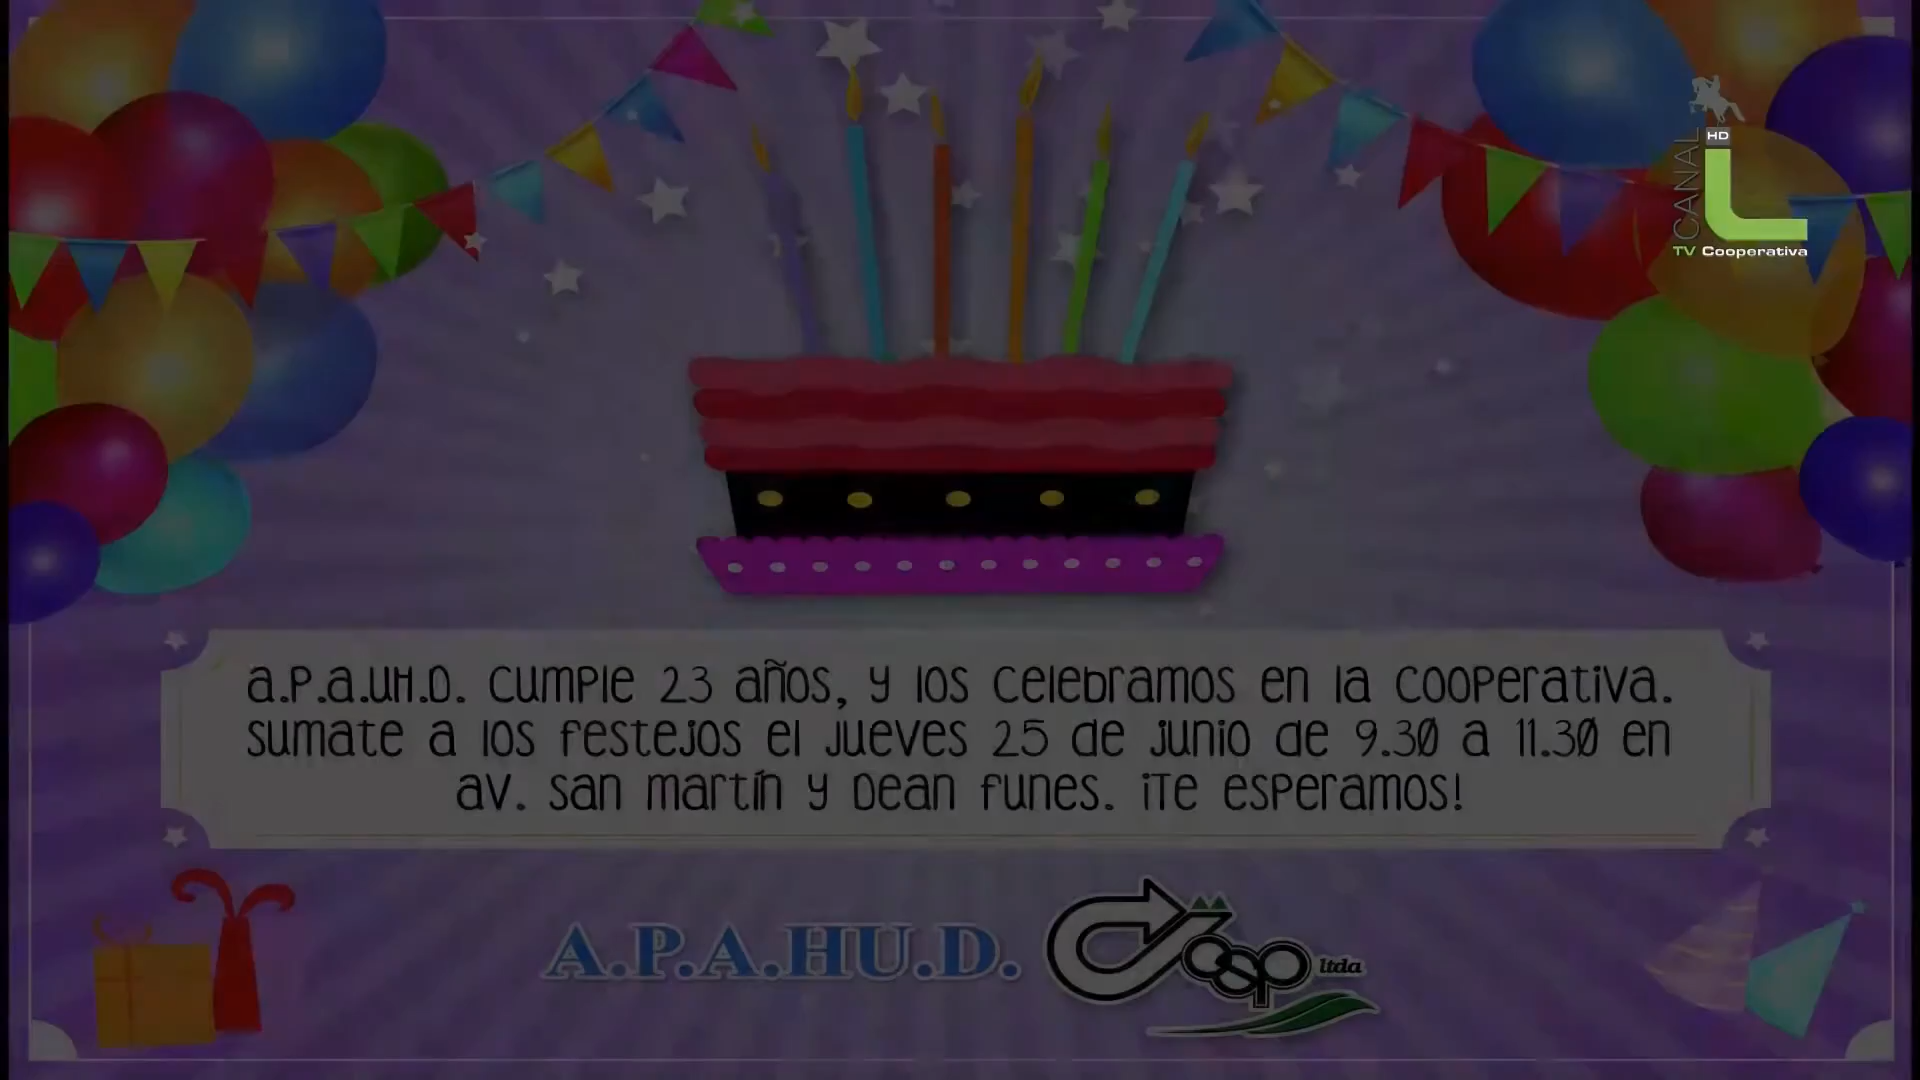 CANAL
HD
L
TV Cooperativa
a.P.a.UH.D. cumple 23 años, y los celebramos en la cooperativa.
sumate a los festejos el jueves 25 de junio de 9.30 a 11.30 en
av. san martín y dean funes. ¡Te esperamos!
A.P.A.HU.D.
Cosp ltda